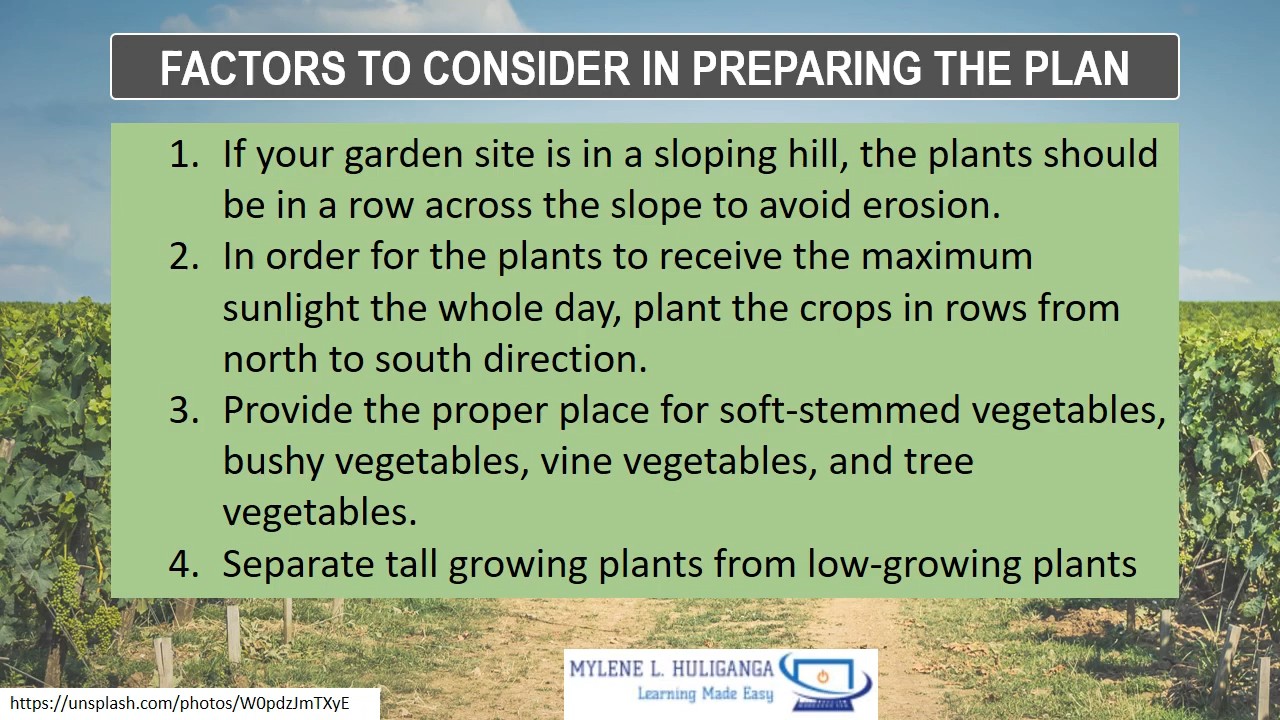 FACTORS TO CONSIDER IN PREPARING THE PLAN
1. If your garden site is in a sloping hill, the plants should
be in a row across the slope to avoid erosion.
2. In order for the plants to receive the maximum
sunlight the whole day, plant the crops in rows from
north to south direction.
3. Provide the proper place for soft-stemmed vegetables,
bushy vegetables, vine vegetables, and tree
vegetables.
4. Separate tall growing plants from low-growing plants
MYLENE L. HULIGANGA
Learning Made Easy
https://unsplash.com/photos/W0pdzJmTXyE